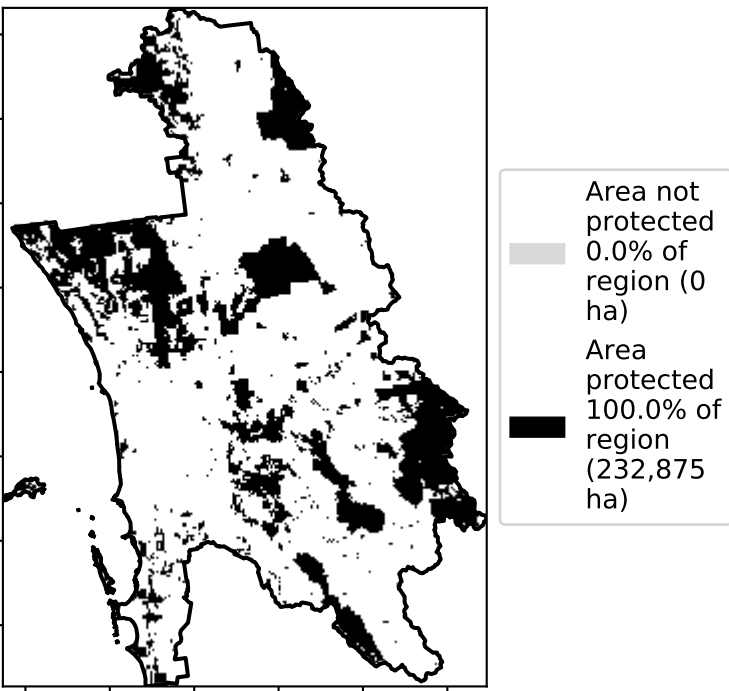 Area not
protected
0.0% of
region (0
ha)
Area
protected
100.0% of
region
(232,875
ha)